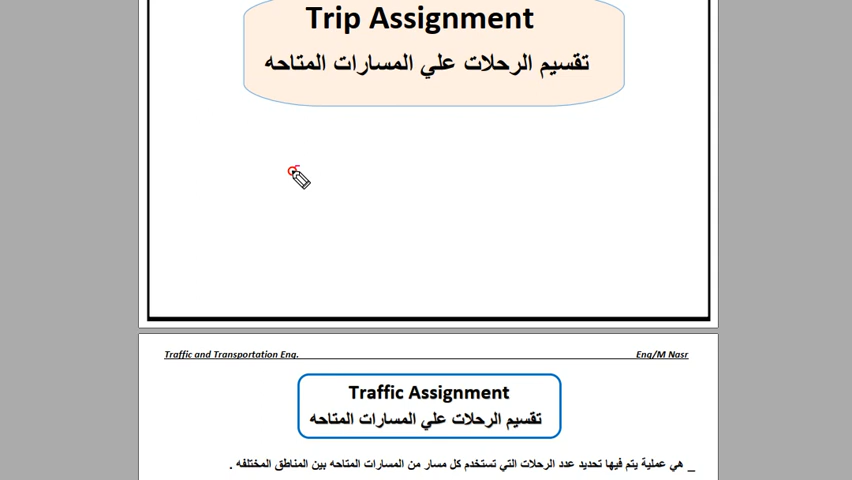 Trip Assignment
تقسيم الرحلات علي المسارات المتاحه
Traffic and Transportation Eng. Eng/M Nasr
Traffic Assignment
تقسيم الرحلات علي المسارات المتاحه
_ هي عملية يتم فيها تحديد عدد الرحلات التي تستخدم كل مسار من المسارات المتاحه بين المناطق المختلفه .